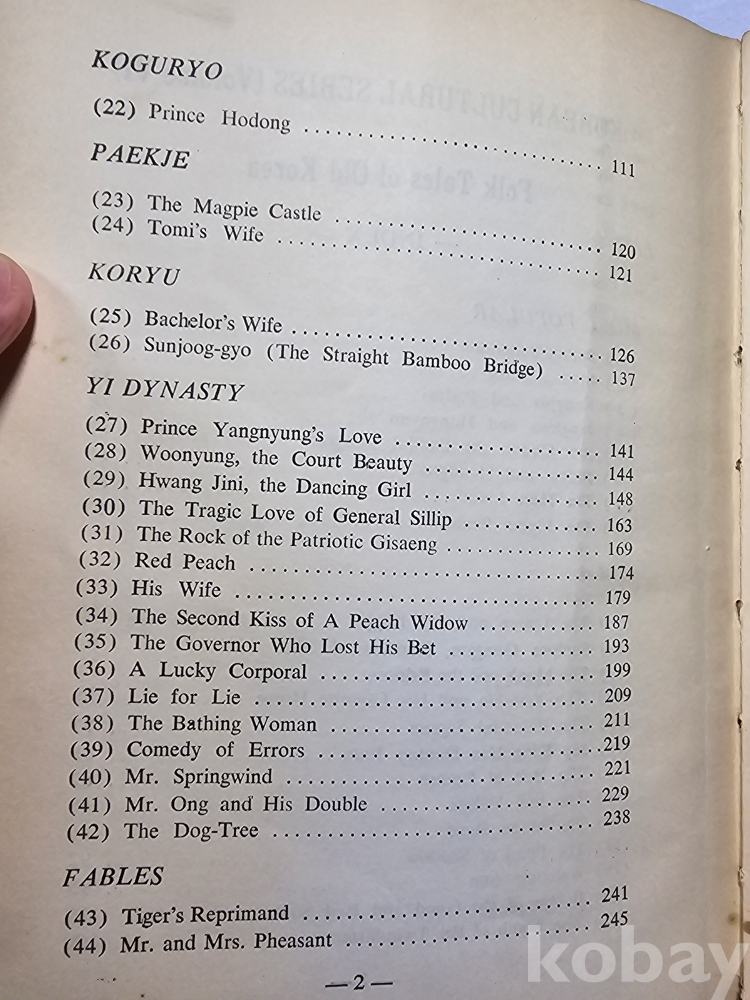 KOGURYO
(22) Prince Hodong ........................ 111
PAEKJE
(23) The Magpie Castle ........................ 120
(24) Tomi's Wife ........................ 121
KORYU
(25) Bachelor's Wife ........................ 126
(26) Sunjoog-gyo (The Straight Bamboo Bridge) ..... 137
YI DYNASTY
(27) Prince Yangnyung's Love ........................ 141
(28) Woonyung, the Court Beauty ........................ 144
(29) Hwang Jini, the Dancing Girl ........................ 148
(30) The Tragic Love of General Sillip ........................ 163
(31) The Rock of the Patriotic Gisaeng ........................ 169
(32) Red Peach ........................ 174
(33) His Wife ........................ 179
(34) The Second Kiss of A Peach Widow ............ 187
(35) The Governor Who Lost His Bet ........................ 193
(36) A Lucky Corporal ........................ 199
(37) Lie for Lie ........................ 209
(38) The Bathing Woman ........................ 211
(39) Comedy of Errors ........................ 219
(40) Mr. Springwind ........................ 221
(41) Mr. Ong and His Double ........................ 229
(42) The Dog-Tree ........................ 238
FABLES
(43) Tiger's Reprimand ........................ 241
(44) Mr. and Mrs. Pheasant ........................ 245
—2—
kobay